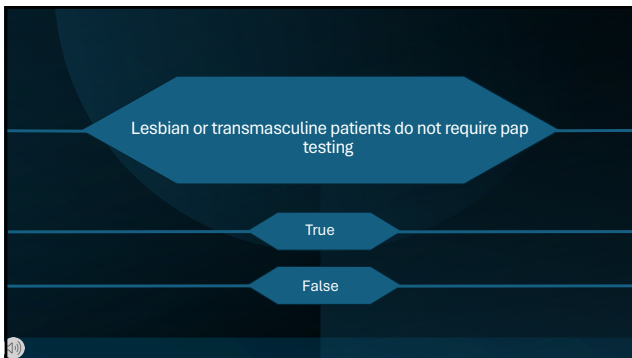 Lesbian or transmasculine patients do not require pap
testing
True
False